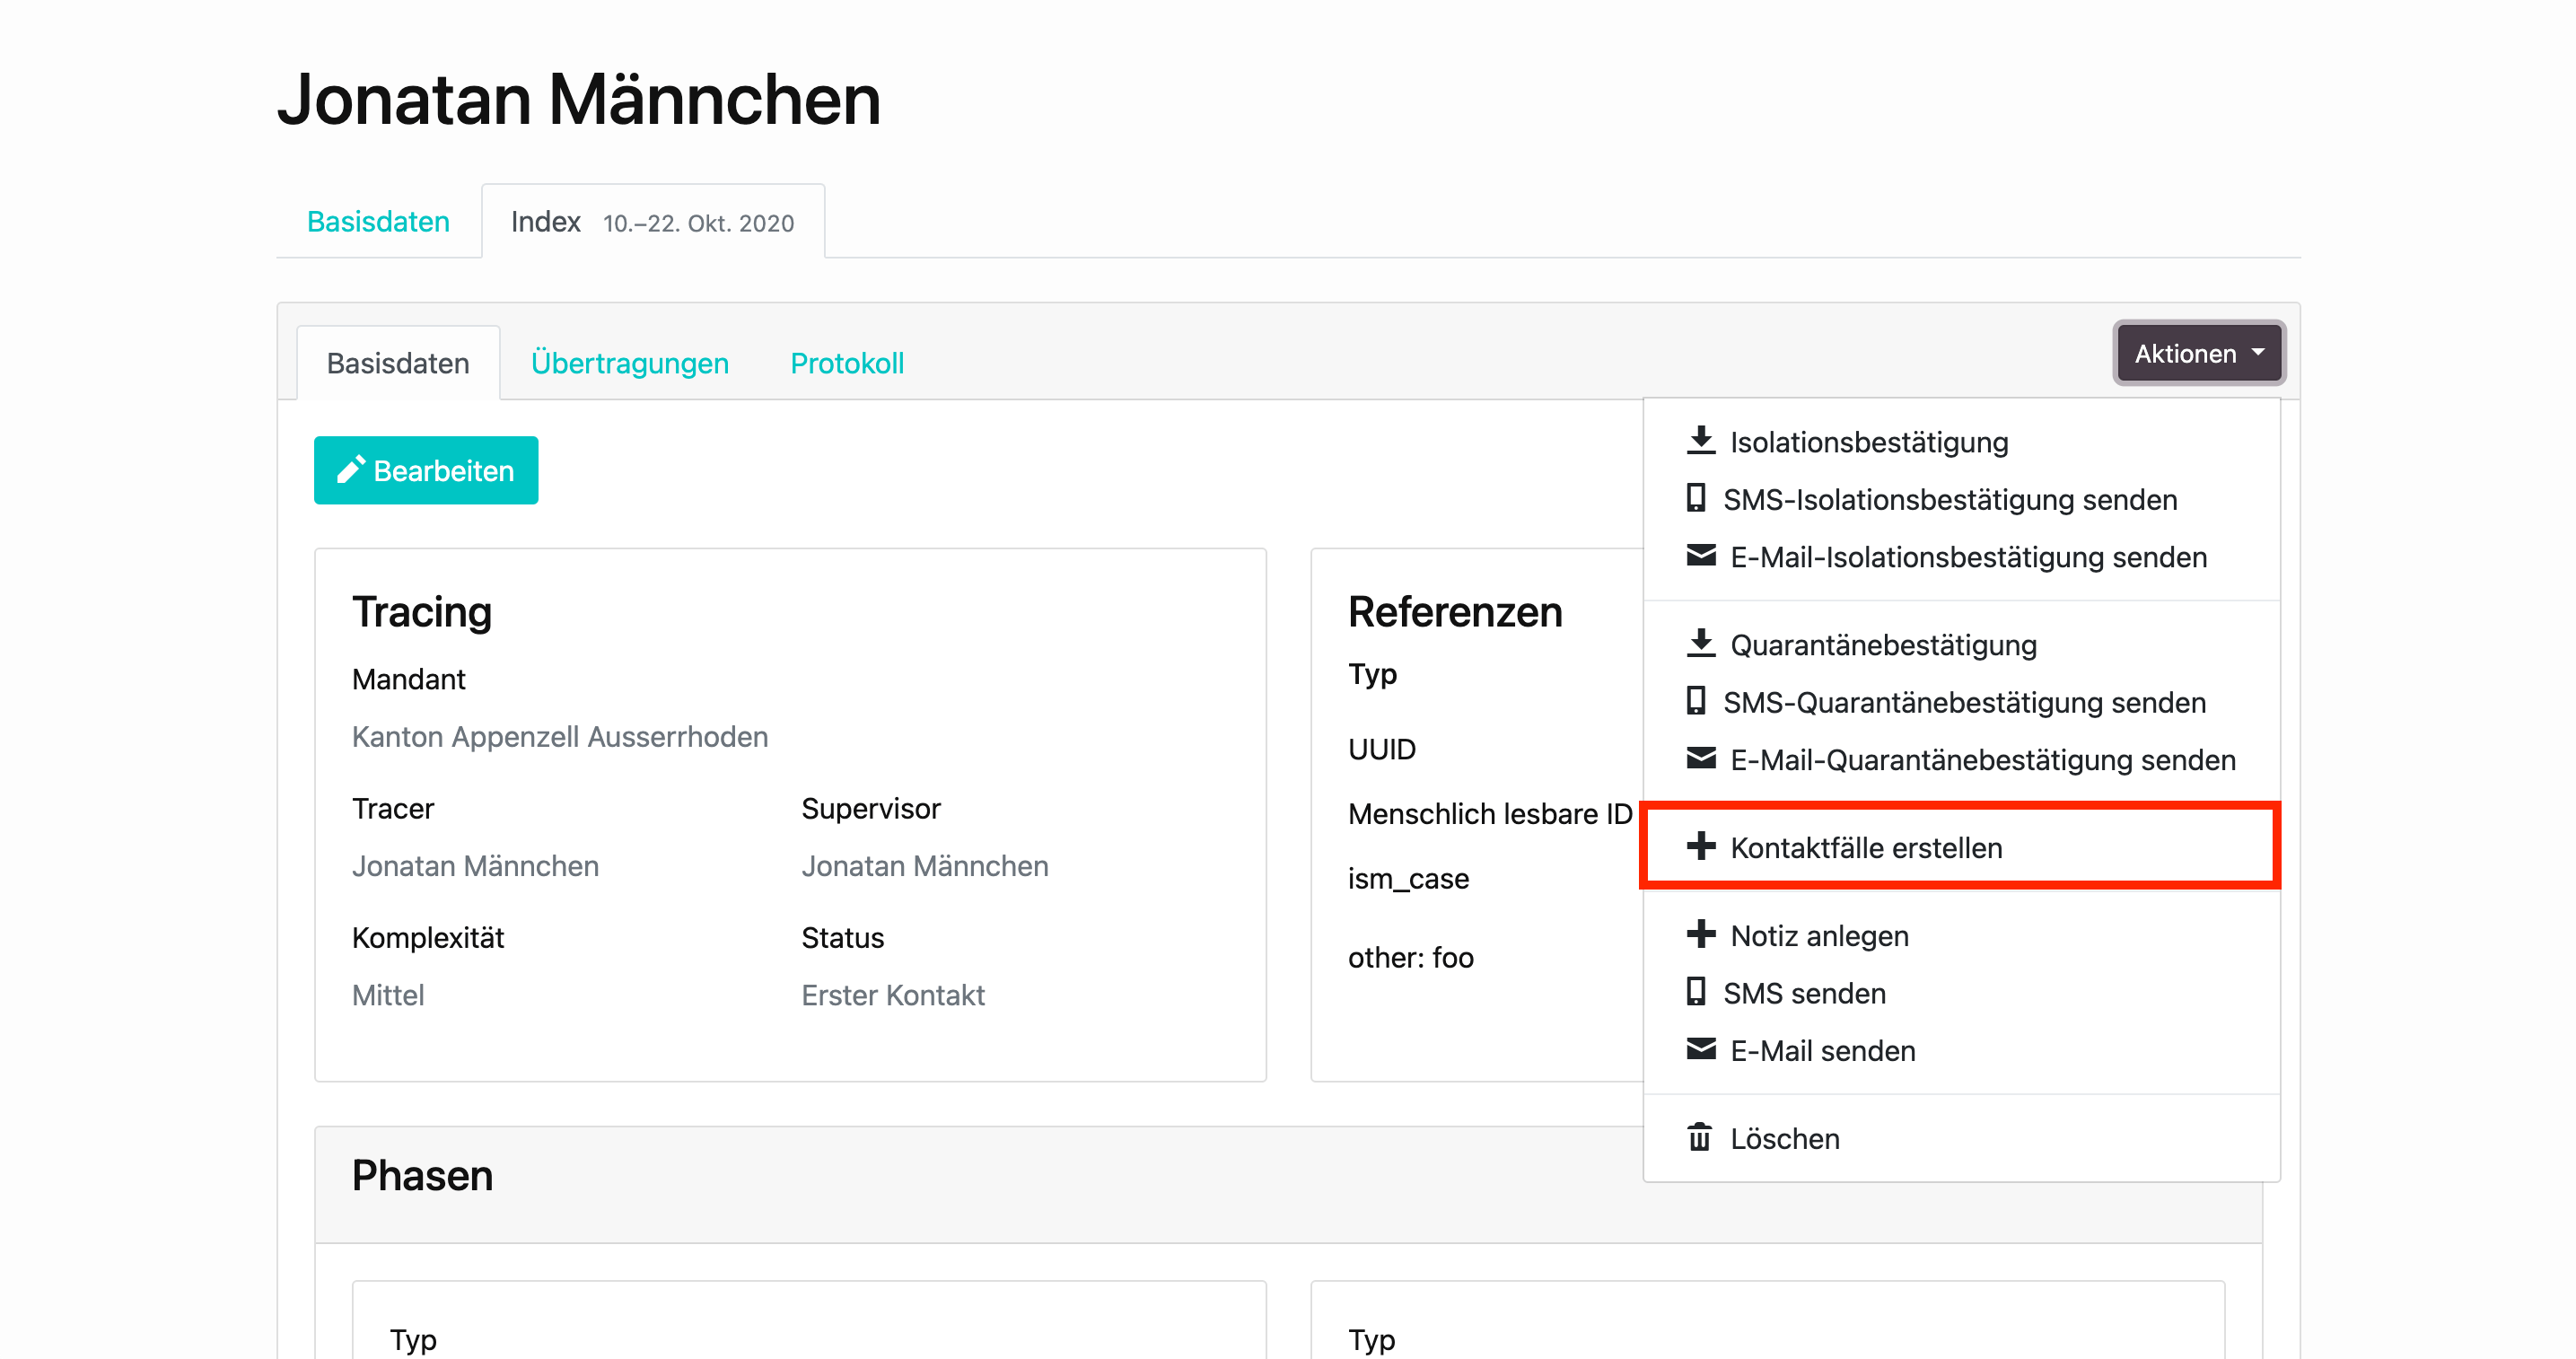 Jonatan Männchen
Basisdaten
Index 10.–22. Okt. 2020
Basisdaten
Übertragungen
Protokoll
Aktionen
Bearbeiten
Isolationsbestätigung
SMS-Isolationsbestätigung senden
E-Mail-Isolationsbestätigung senden
Quarantänebestätigung
SMS-Quarantänebestätigung senden
E-Mail-Quarantänebestätigung senden
Kontaktfälle erstellen
Notiz anlegen
SMS senden
E-Mail senden
Löschen
Tracing
Mandant
Kanton Appenzell Ausserrhoden
Tracer
Jonatan Männchen
Supervisor
Jonatan Männchen
Komplexität
Mittel
Status
Erster Kontakt
Referenzen
Typ
UUID
Menschlich lesbare ID
ism_case
other: foo
Phasen
Typ
Typ